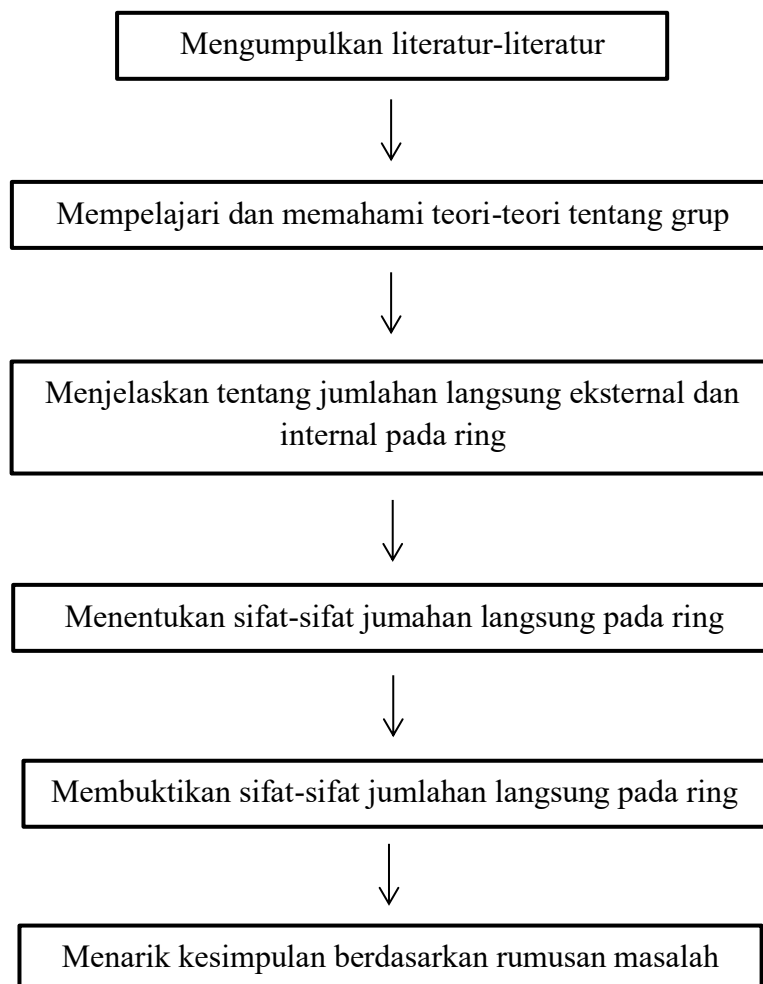 Mengumpulkan literatur-literatur
Mempelajari dan memahami teori-teori tentang grup
Menjelaskan tentang jumlahan langsung eksternal dan
internal pada ring
Menentukan sifat-sifat jumahan langsung pada ring
Membuktikan sifat-sifat jumlahan langsung pada ring
Menarik kesimpulan berdasarkan rumusan masalah